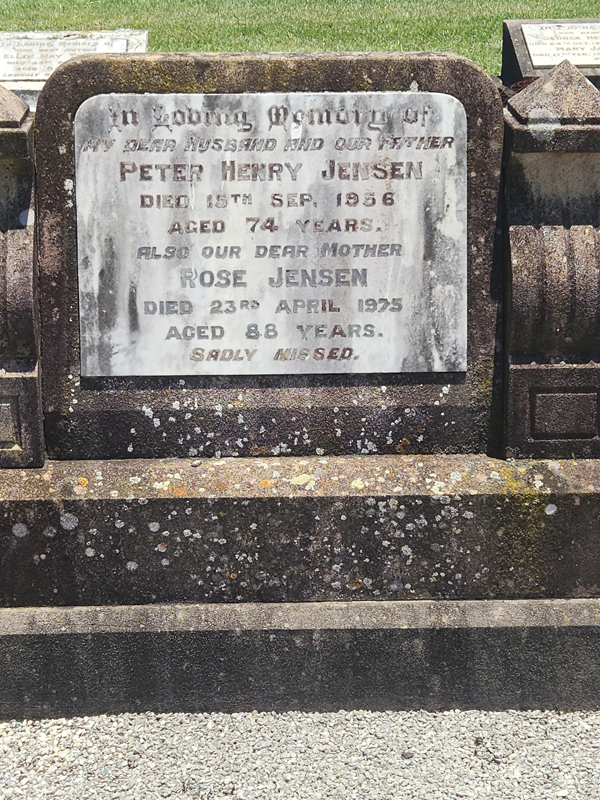 In Loving Memory of
MY DEAR HUSBAND AND OUR FATHER
PETER HENRY JENSEN
DIED 15TH SEP. 1956
AGED 74 YEARS.
ALSO OUR DEAR MOTHER
ROSE JENSEN
DIED 23RD APRIL 1975
AGED 88 YEARS.
SADLY MISSED.